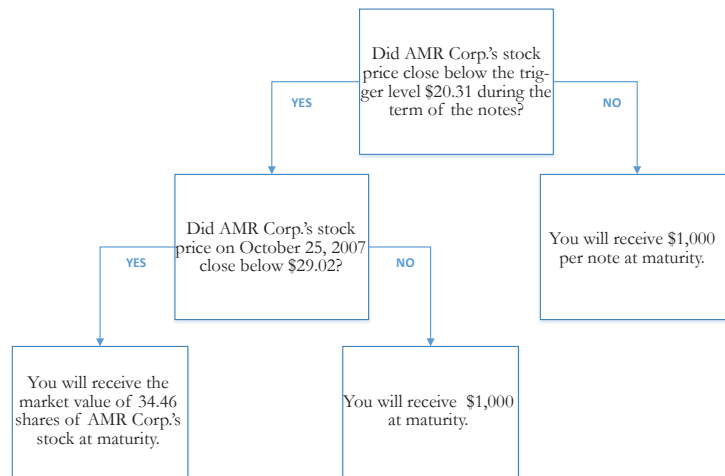 Did AMR Corp.'s stock
price close below the trig-
ger level $20.31 during the
term of the notes?
YES
NO
Did AMR Corp.'s stock
price on October 25, 2007
close below $29.02?
You will receive $1,000
per note at maturity.
YES
NO
You will receive the
market value of 34.46
shares of AMR Corp.'s
stock at maturity.
You will receive $1,000
at maturity.